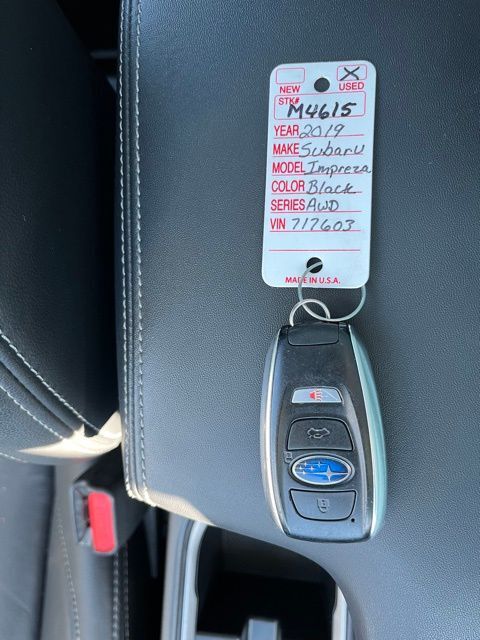 NEW USED
STK# M4615
YEAR 2019
MAKE Subaru
MODEL Impreza
COLOR Black
SERIES AWD
VIN 717603
MADE IN U.S.A.